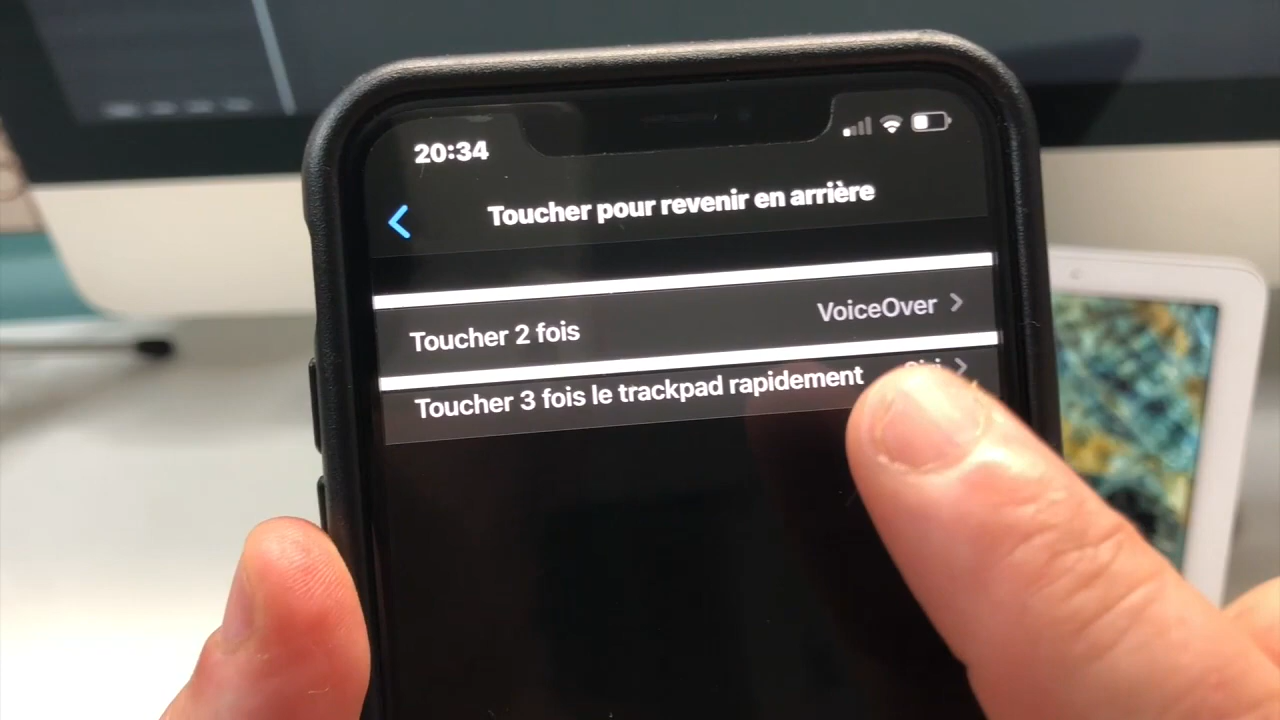 20:34
Toucher pour revenir en arrière
Toucher 2 fois VoiceOver
Toucher 3 fois le trackpad rapidement